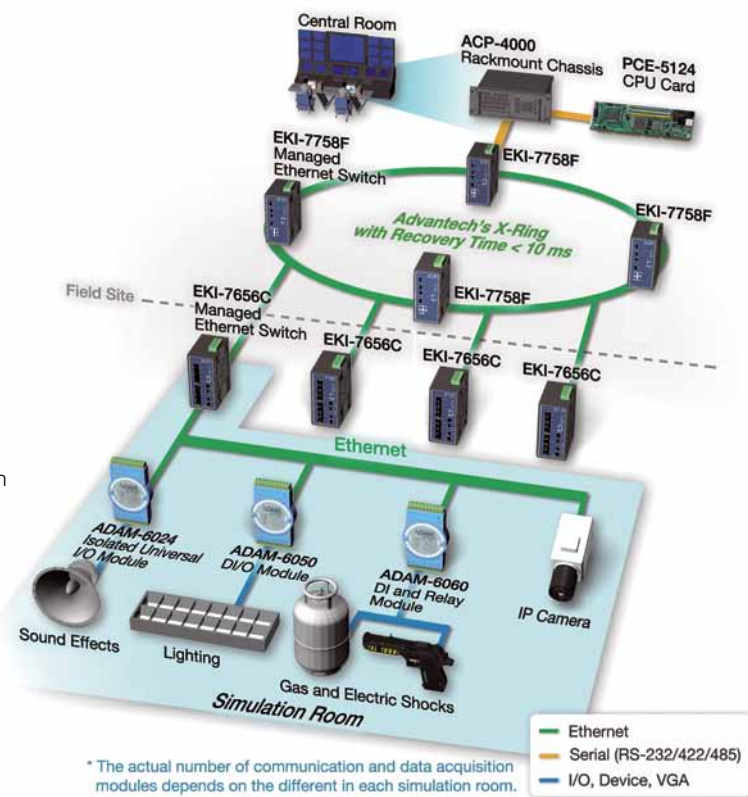 Central Room
ACP-4000
Rackmount Chassis
PCE-5124
CPU Card
EKI-7758F
Managed
Ethernet Switch
EKI-7758F
EKI-7758F
Advantech's X-Ring
with Recovery Time < 10 ms
EKI-7758F
Field Site
EKI-7656C
Managed
Ethernet Switch
EKI-7656C
EKI-7656C
EKI-7656C
Ethernet
n
ADAM-6024
Isolated Universal
I/O Module
ADAM-6050
DI/O Module
ADAM-6060
DI and Relay
Module
IP Camera
Sound Effects
Lighting
Gas and Electric Shocks
Simulation Room
Ethernet
Serial (RS-232/422/485)
I/O, Device, VGA
* The actual number of communication and data acquisition
modules depends on the different in each simulation room.